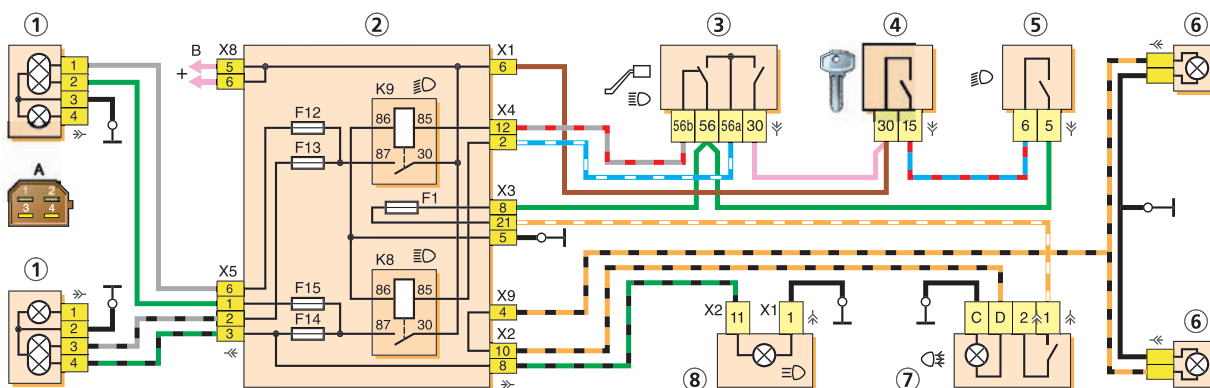 1 2 3 4 5 6
1 2 3 4
B X8
+ 5 6
X1 6
F12
F13
K9
86 85
87 30
X4 12 2
56b 56 56a 30
30 15
6 5
A
1 2
3 4
F1
X3 8 21 5
1
1 2 3 4
X5 6 1 2 3
F15
F14
K8
86 85
87 30
X9 4
X2 10 8
X2 11
X1 1
8
C D 2 1
7
6